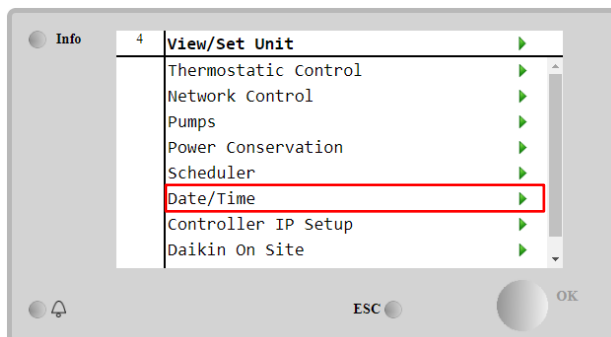 Info
4 View/Set Unit
Thermostatic Control
Network Control
Pumps
Power Conservation
Scheduler
Date/Time
Controller IP Setup
Daikin On Site
ESC
OK